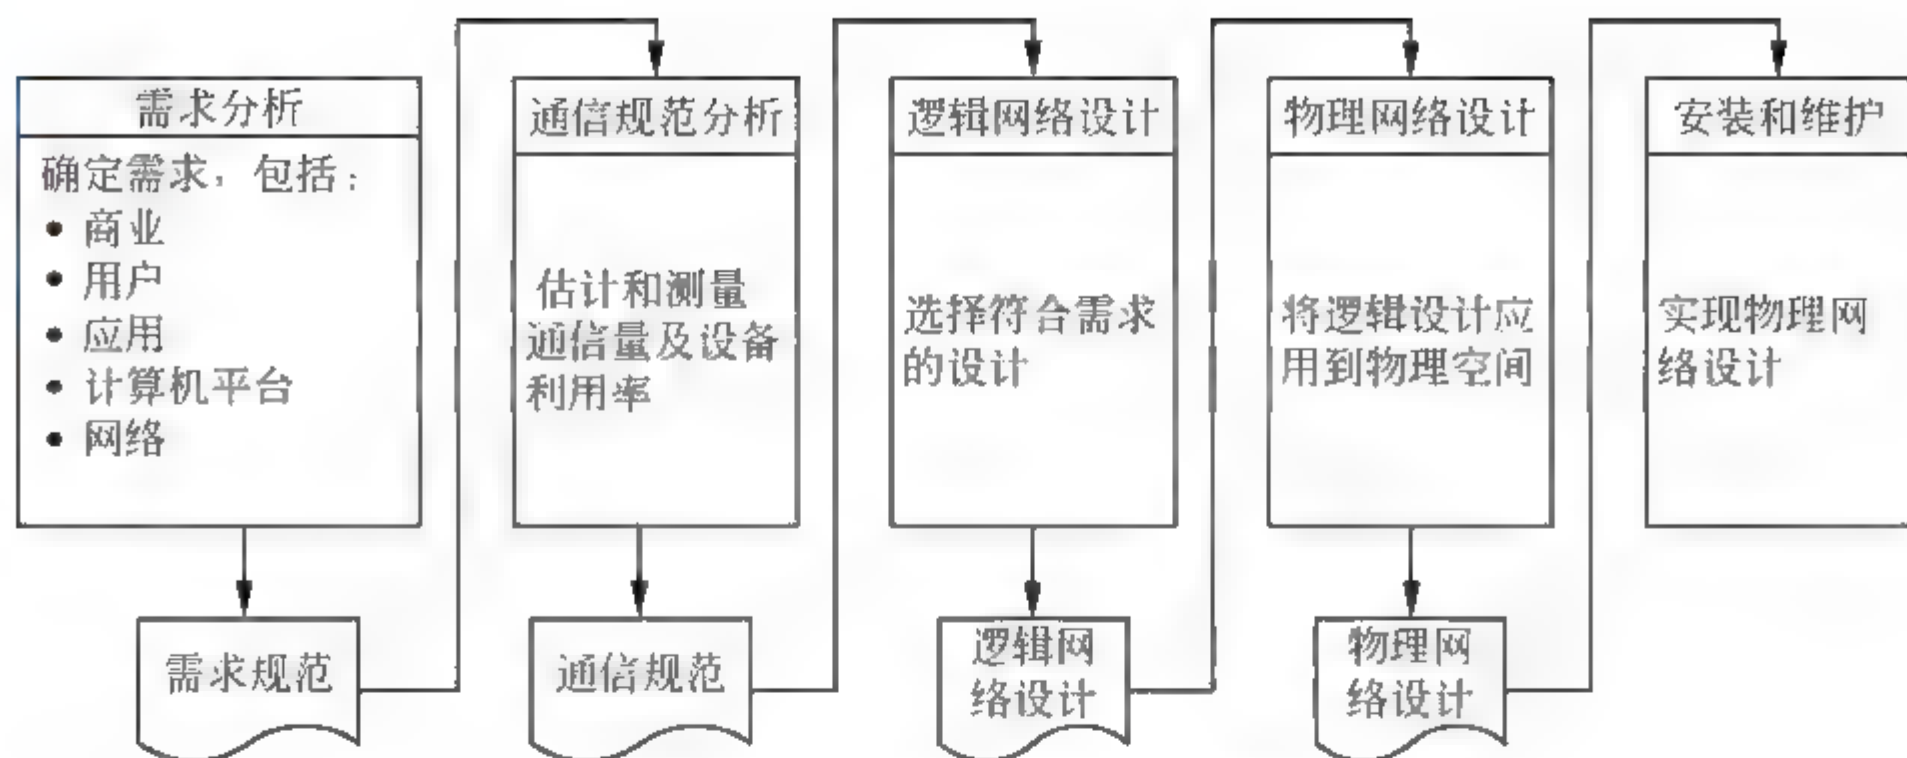 需求分析
确定需求，包括：
• 商业
• 用户
• 应用
• 计算机平台
• 网络
需求规范
通信规范分析
估计和测量
通信量及设备
利用率
通信规范
逻辑网络设计
选择符合需求
的设计
逻辑网
络设计
物理网络设计
将逻辑设计应
用到物理空间
物理网
络设计
安装和维护
实现物理网
络设计